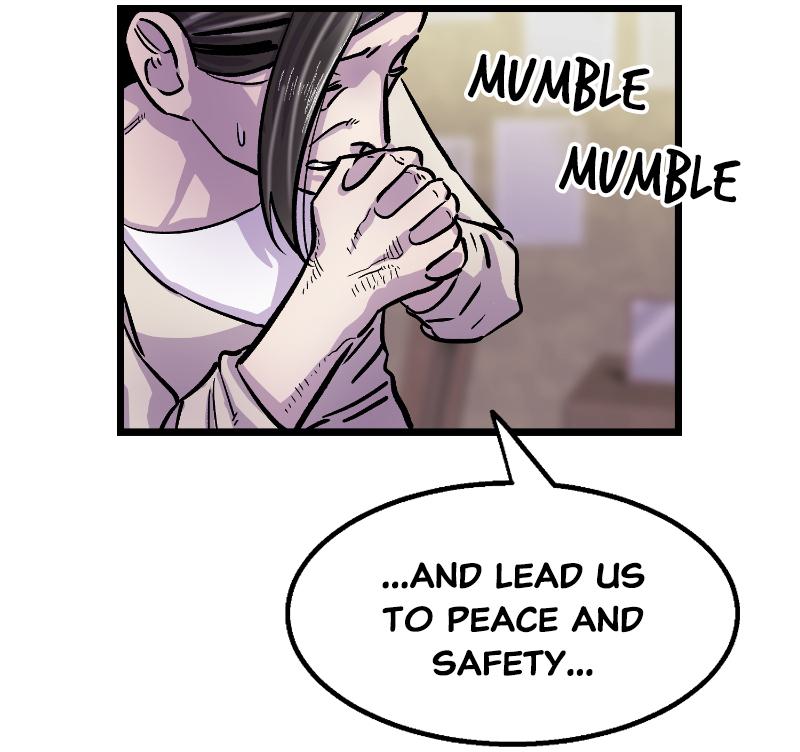 MUMBLE
MUMBLE
...AND LEAD US
TO PEACE AND
SAFETY...